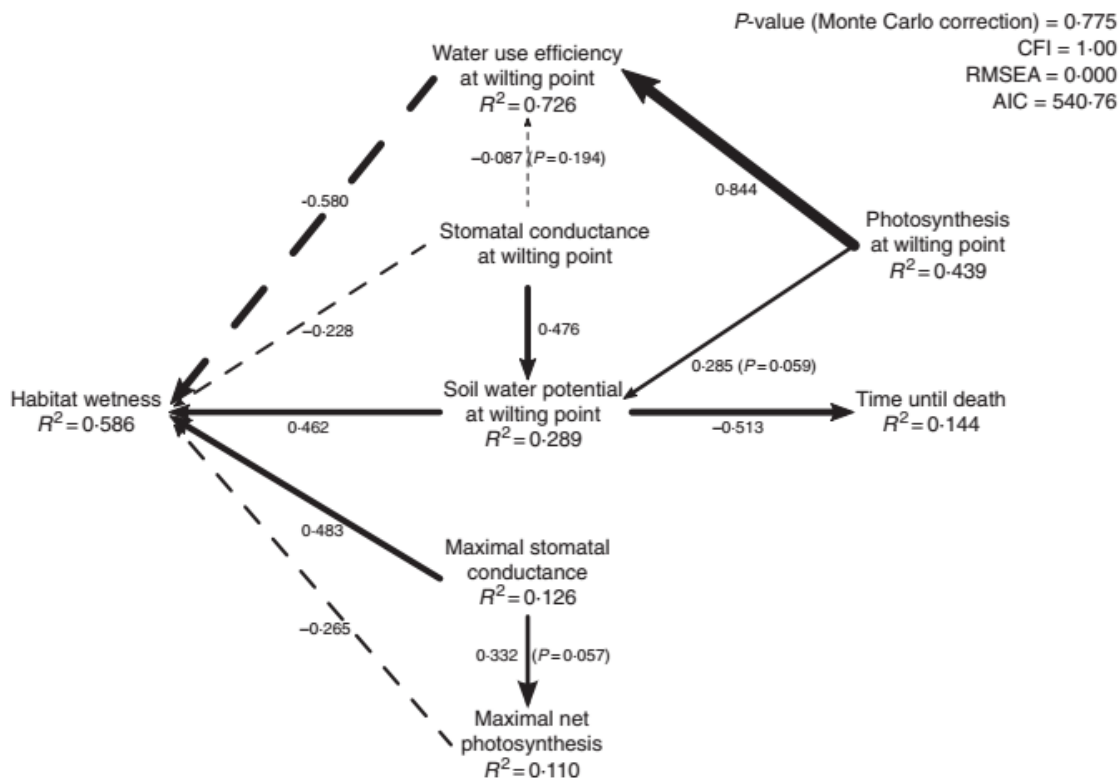 P-value (Monte Carlo correction) = 0·775
CFI = 1·00
RMSEA = 0·000
AIC = 540·76
Water use efficiency
at wilting point
R² = 0·726
−0·087 (P = 0·194)
-0.580
0·844
Stomatal conductance
at wilting point
Photosynthesis
at wilting point
R² = 0·439
−0·228
0·476
0·285 (P = 0·059)
Habitat wetness
R² = 0·586
0·462
Soil water potential
at wilting point
R² = 0·289
−0·513
Time until death
R² = 0·144
0·483
Maximal stomatal
conductance
R² = 0·126
−0·265
0·332 (P = 0·057)
Maximal net
photosynthesis
R² = 0·110